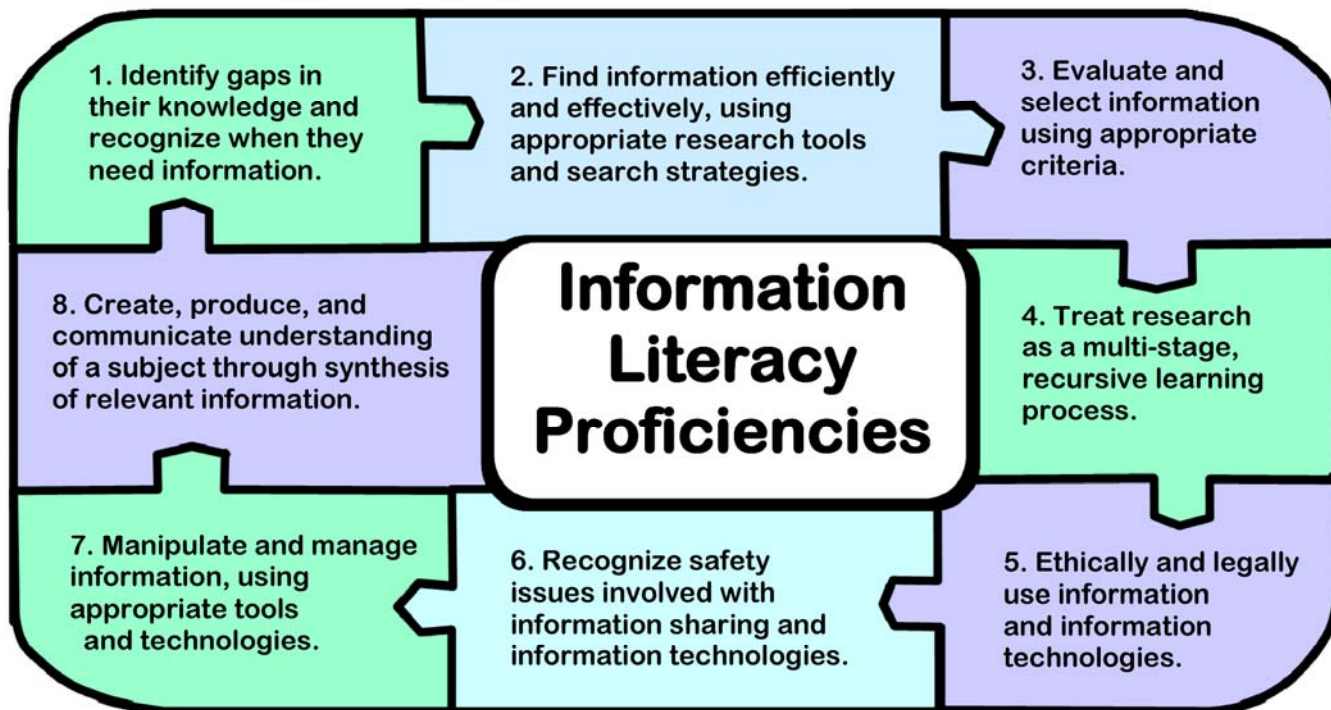 1. Identify gaps in
their knowledge and
recognize when they
need information.
2. Find information efficiently
and effectively, using
appropriate research tools
and search strategies.
3. Evaluate and
select information
using appropriate
criteria.
4. Treat research
as a multi-stage,
recursive learning
process.
5. Ethically and legally
use information
and information
technologies.
6. Recognize safety
issues involved with
information sharing and
information technologies.
7. Manipulate and manage
information, using
appropriate tools
and technologies.
8. Create, produce, and
communicate understanding
of a subject through synthesis
of relevant information.
Information
Literacy
Proficiencies